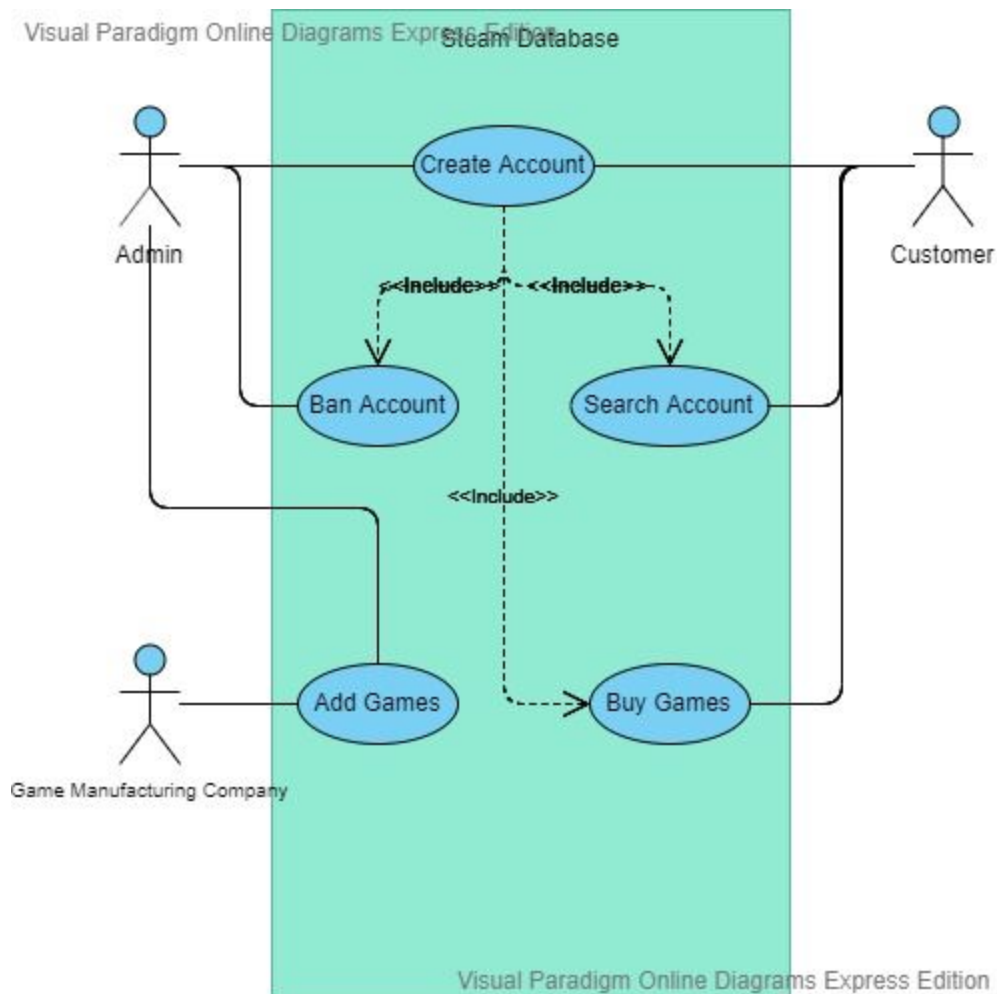 Visual Paradigm Online Diagrams Express Edition
Steam Database
Create Account
Admin
Customer
<<Include>>
<<Include>>
Ban Account
Search Account
<<Include>>
Add Games
Buy Games
Game Manufacturing Company
Visual Paradigm Online Diagrams Express Edition